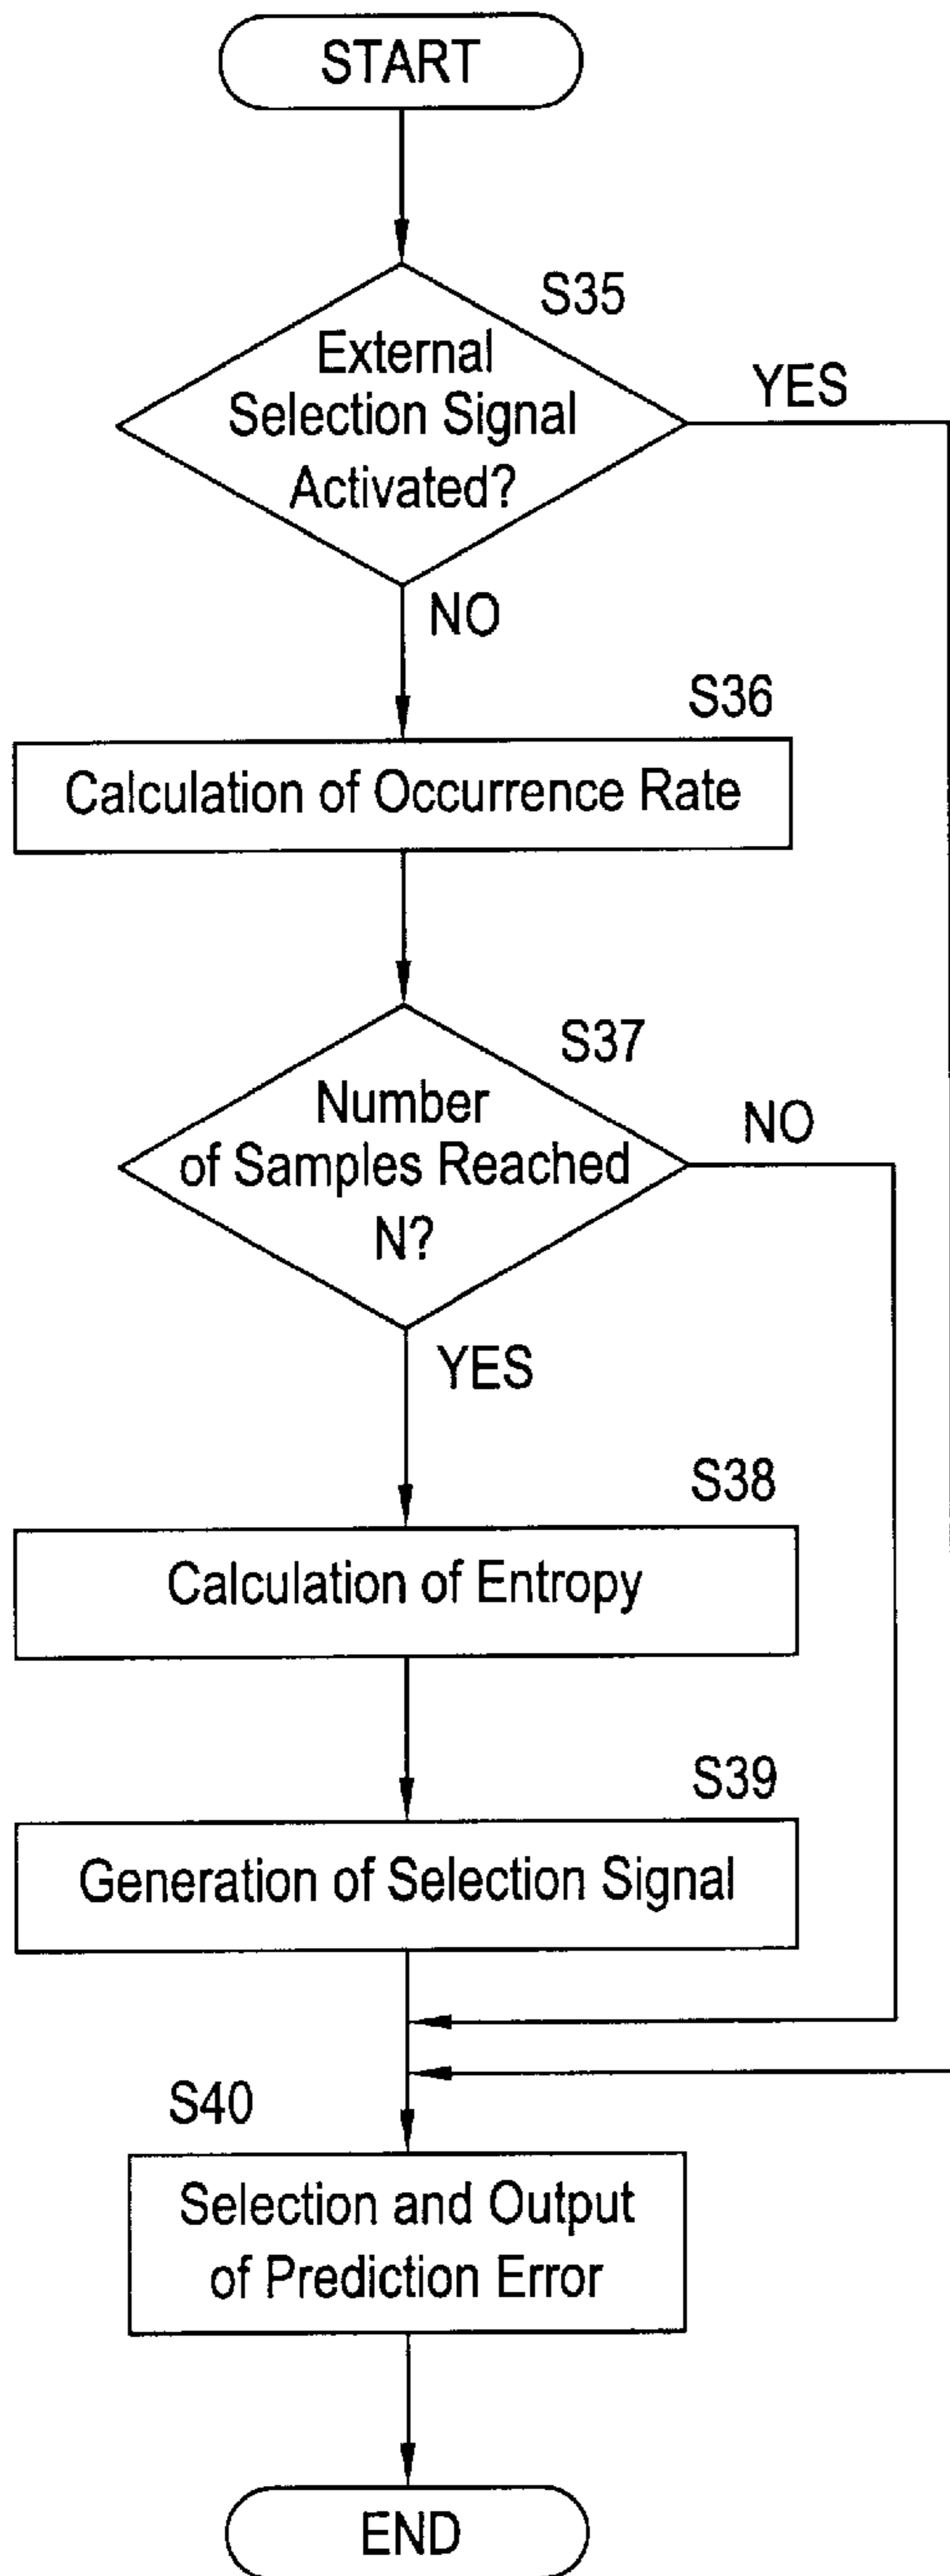 START
S35
External
Selection Signal
Activated?
YES
NO
S36
Calculation of Occurrence Rate
S37
Number
of Samples Reached
N?
NO
YES
S38
Calculation of Entropy
S39
Generation of Selection Signal
S40
Selection and Output
of Prediction Error
END